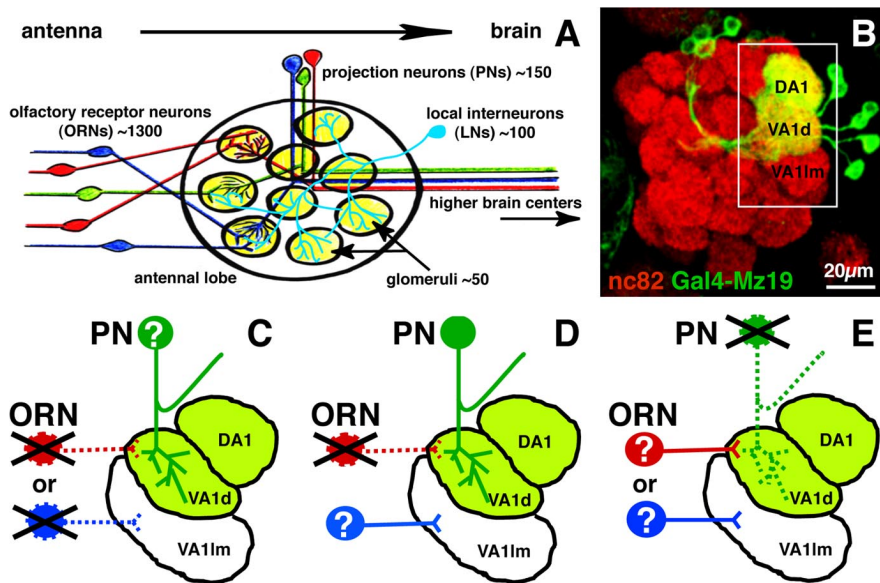 antenna
brain
A
projection neurons (PNs) ~150
olfactory receptor neurons
(ORNs) ~1300
local interneurons
(LNs) ~100
higher brain centers
antennal lobe
glomeruli ~50
B
DA1
VA1d
VA1lm
nc82 Gal4-Mz19
20µm
PN
?
C
ORN
or
DA1
VA1d
VA1lm
PN
D
ORN
?
DA1
VA1d
VA1lm
PN
E
ORN
?
or
?
DA1
VA1d
VA1lm